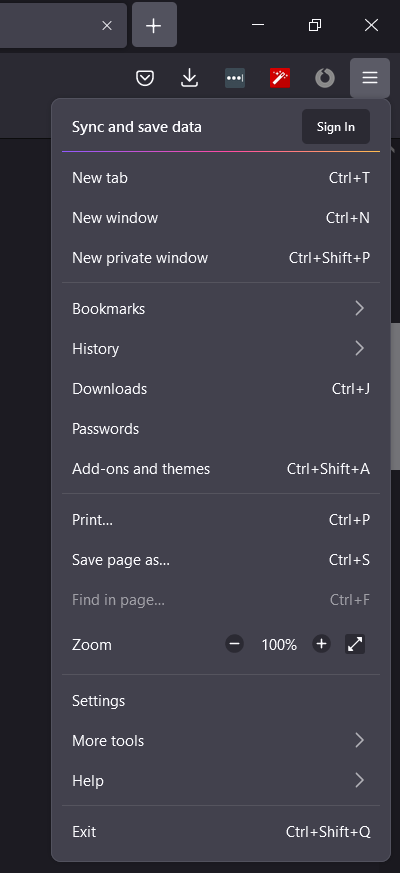 Sync and save data Sign In
New tab Ctrl+T
New window Ctrl+N
New private window Ctrl+Shift+P
Bookmarks
History
Downloads Ctrl+J
Passwords
Add-ons and themes Ctrl+Shift+A
Print... Ctrl+P
Save page as... Ctrl+S
Find in page... Ctrl+F
Zoom 100%
Settings
More tools
Help
Exit Ctrl+Shift+Q